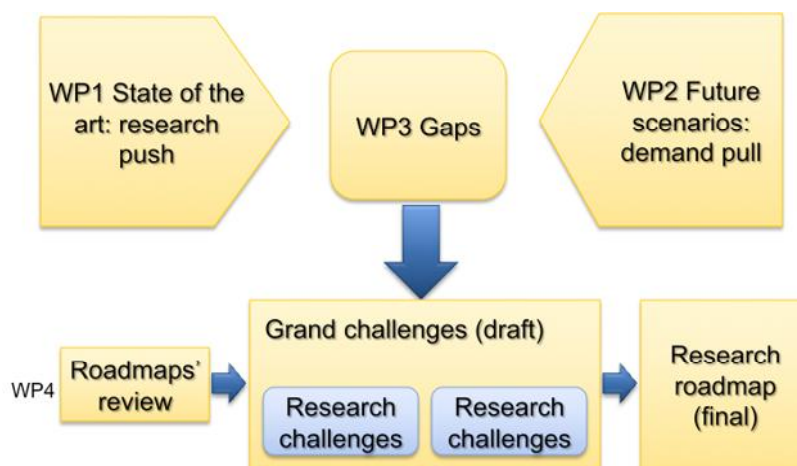 WP1 State of the
art: research
push
WP3 Gaps
WP2 Future
scenarios:
demand pull
WP4
Roadmaps'
review
Grand challenges (draft)
Research
challenges
Research
challenges
Research
roadmap
(final)